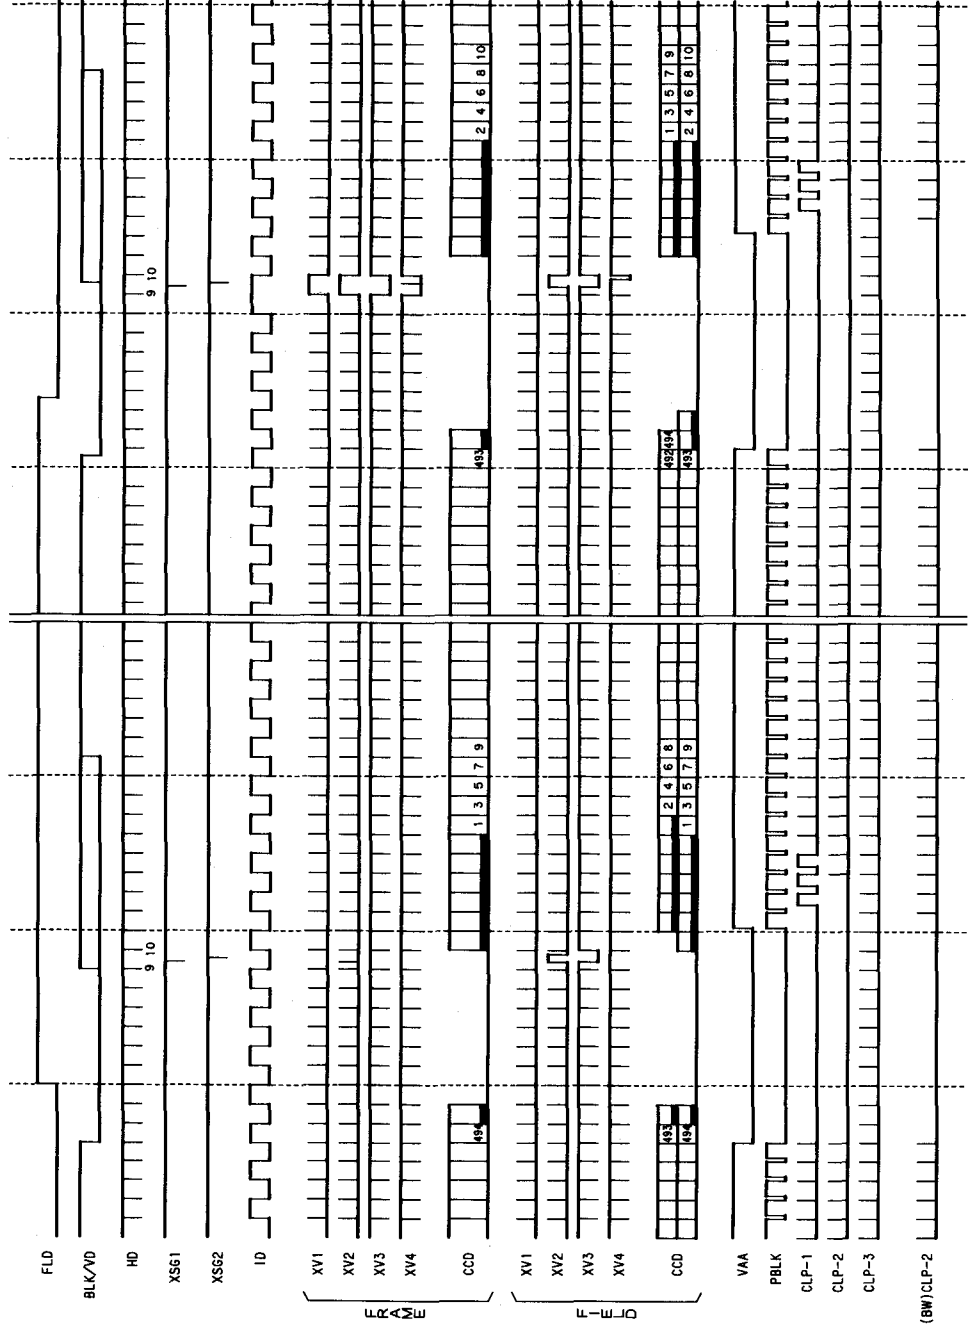 FLD
BLK/VD
HD
9 10
9 10
XSG1
XSG2
ID
FRAME
XV1
XV2
XV3
XV4
CCD
494
1 3 5 7 9
493
2 4 6 8 10
FIELD
XV1
XV2
XV3
XV4
CCD
493
494
2 4 6 8
1 3 5 7 9
492 494
493
1 3 5 7 9
2 4 6 8 10
VAA
PBLK
CLP-1
CLP-2
CLP-3
(BW)CLP-2